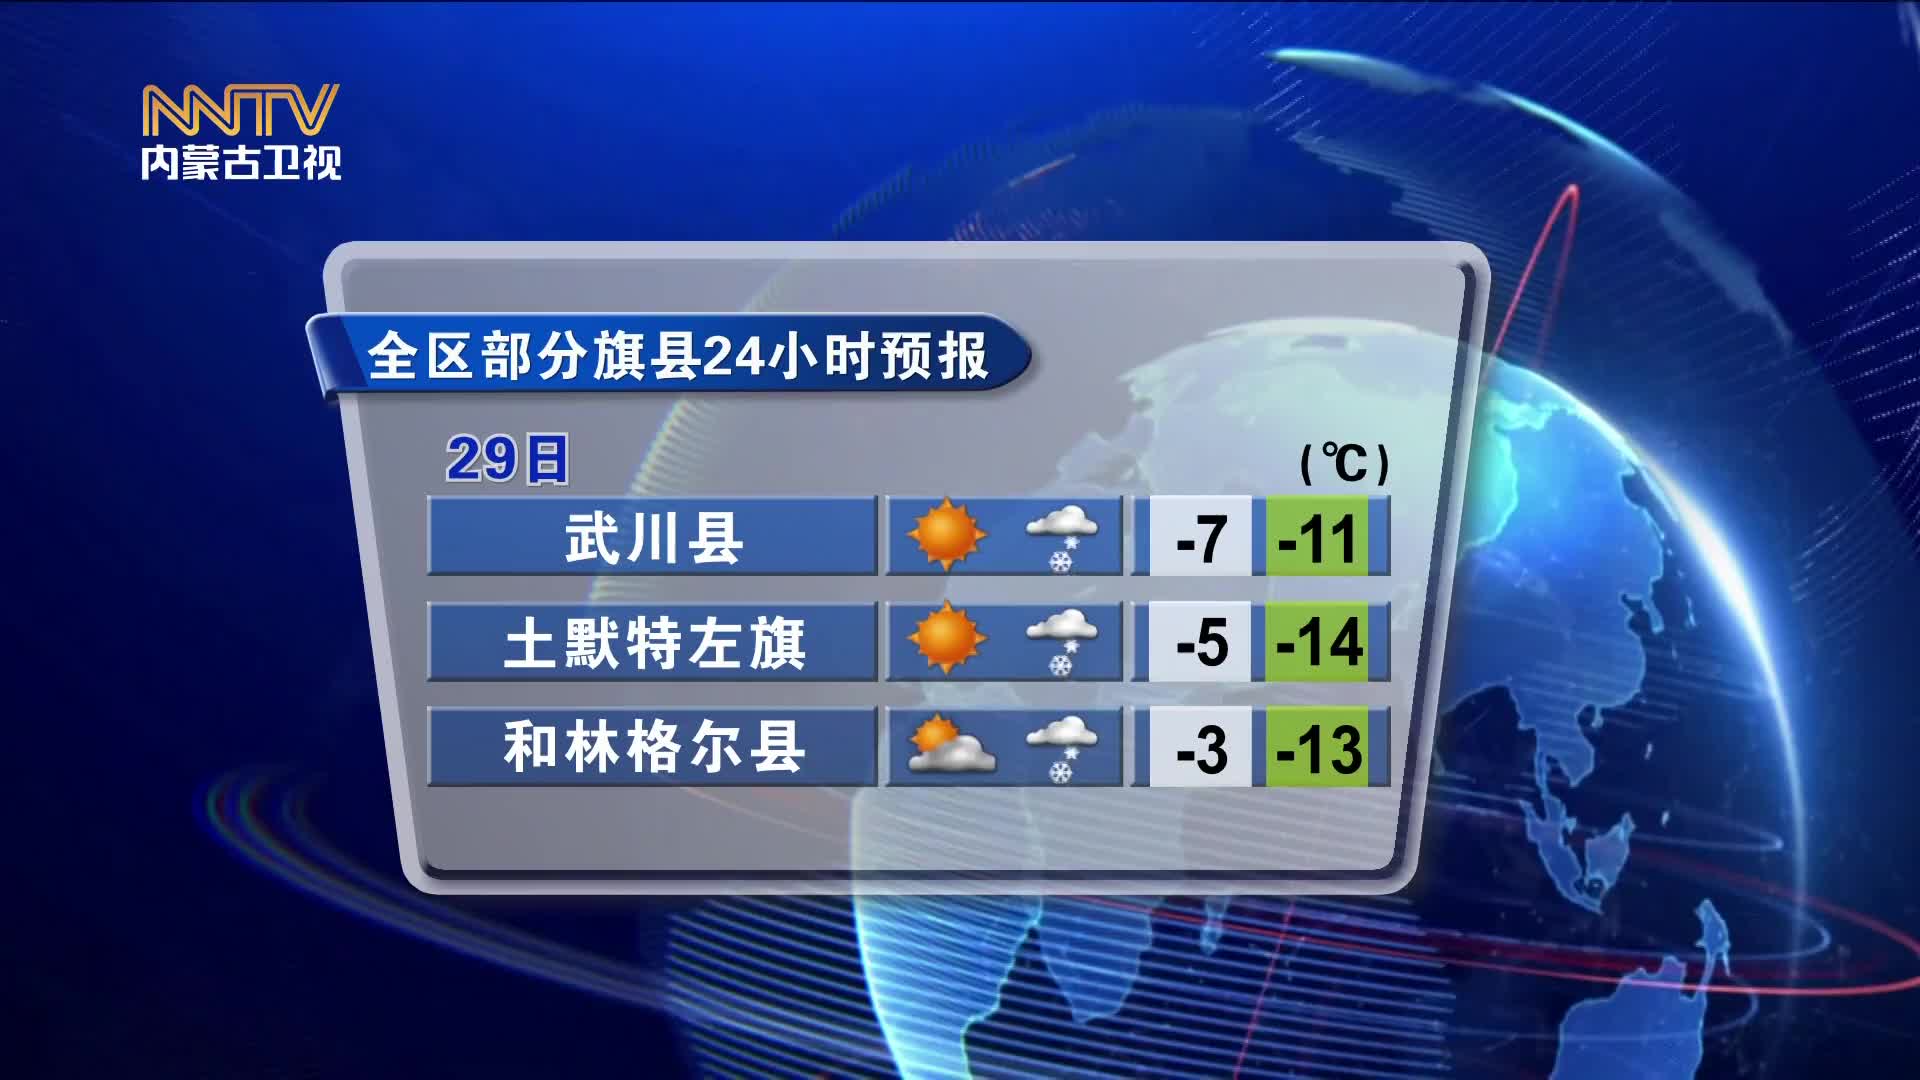 NNTV
内蒙古卫视
全区部分旗县24小时预报
29日 (℃)
武川县 -7 -11
土默特左旗 -5 -14
和林格尔县 -3 -13